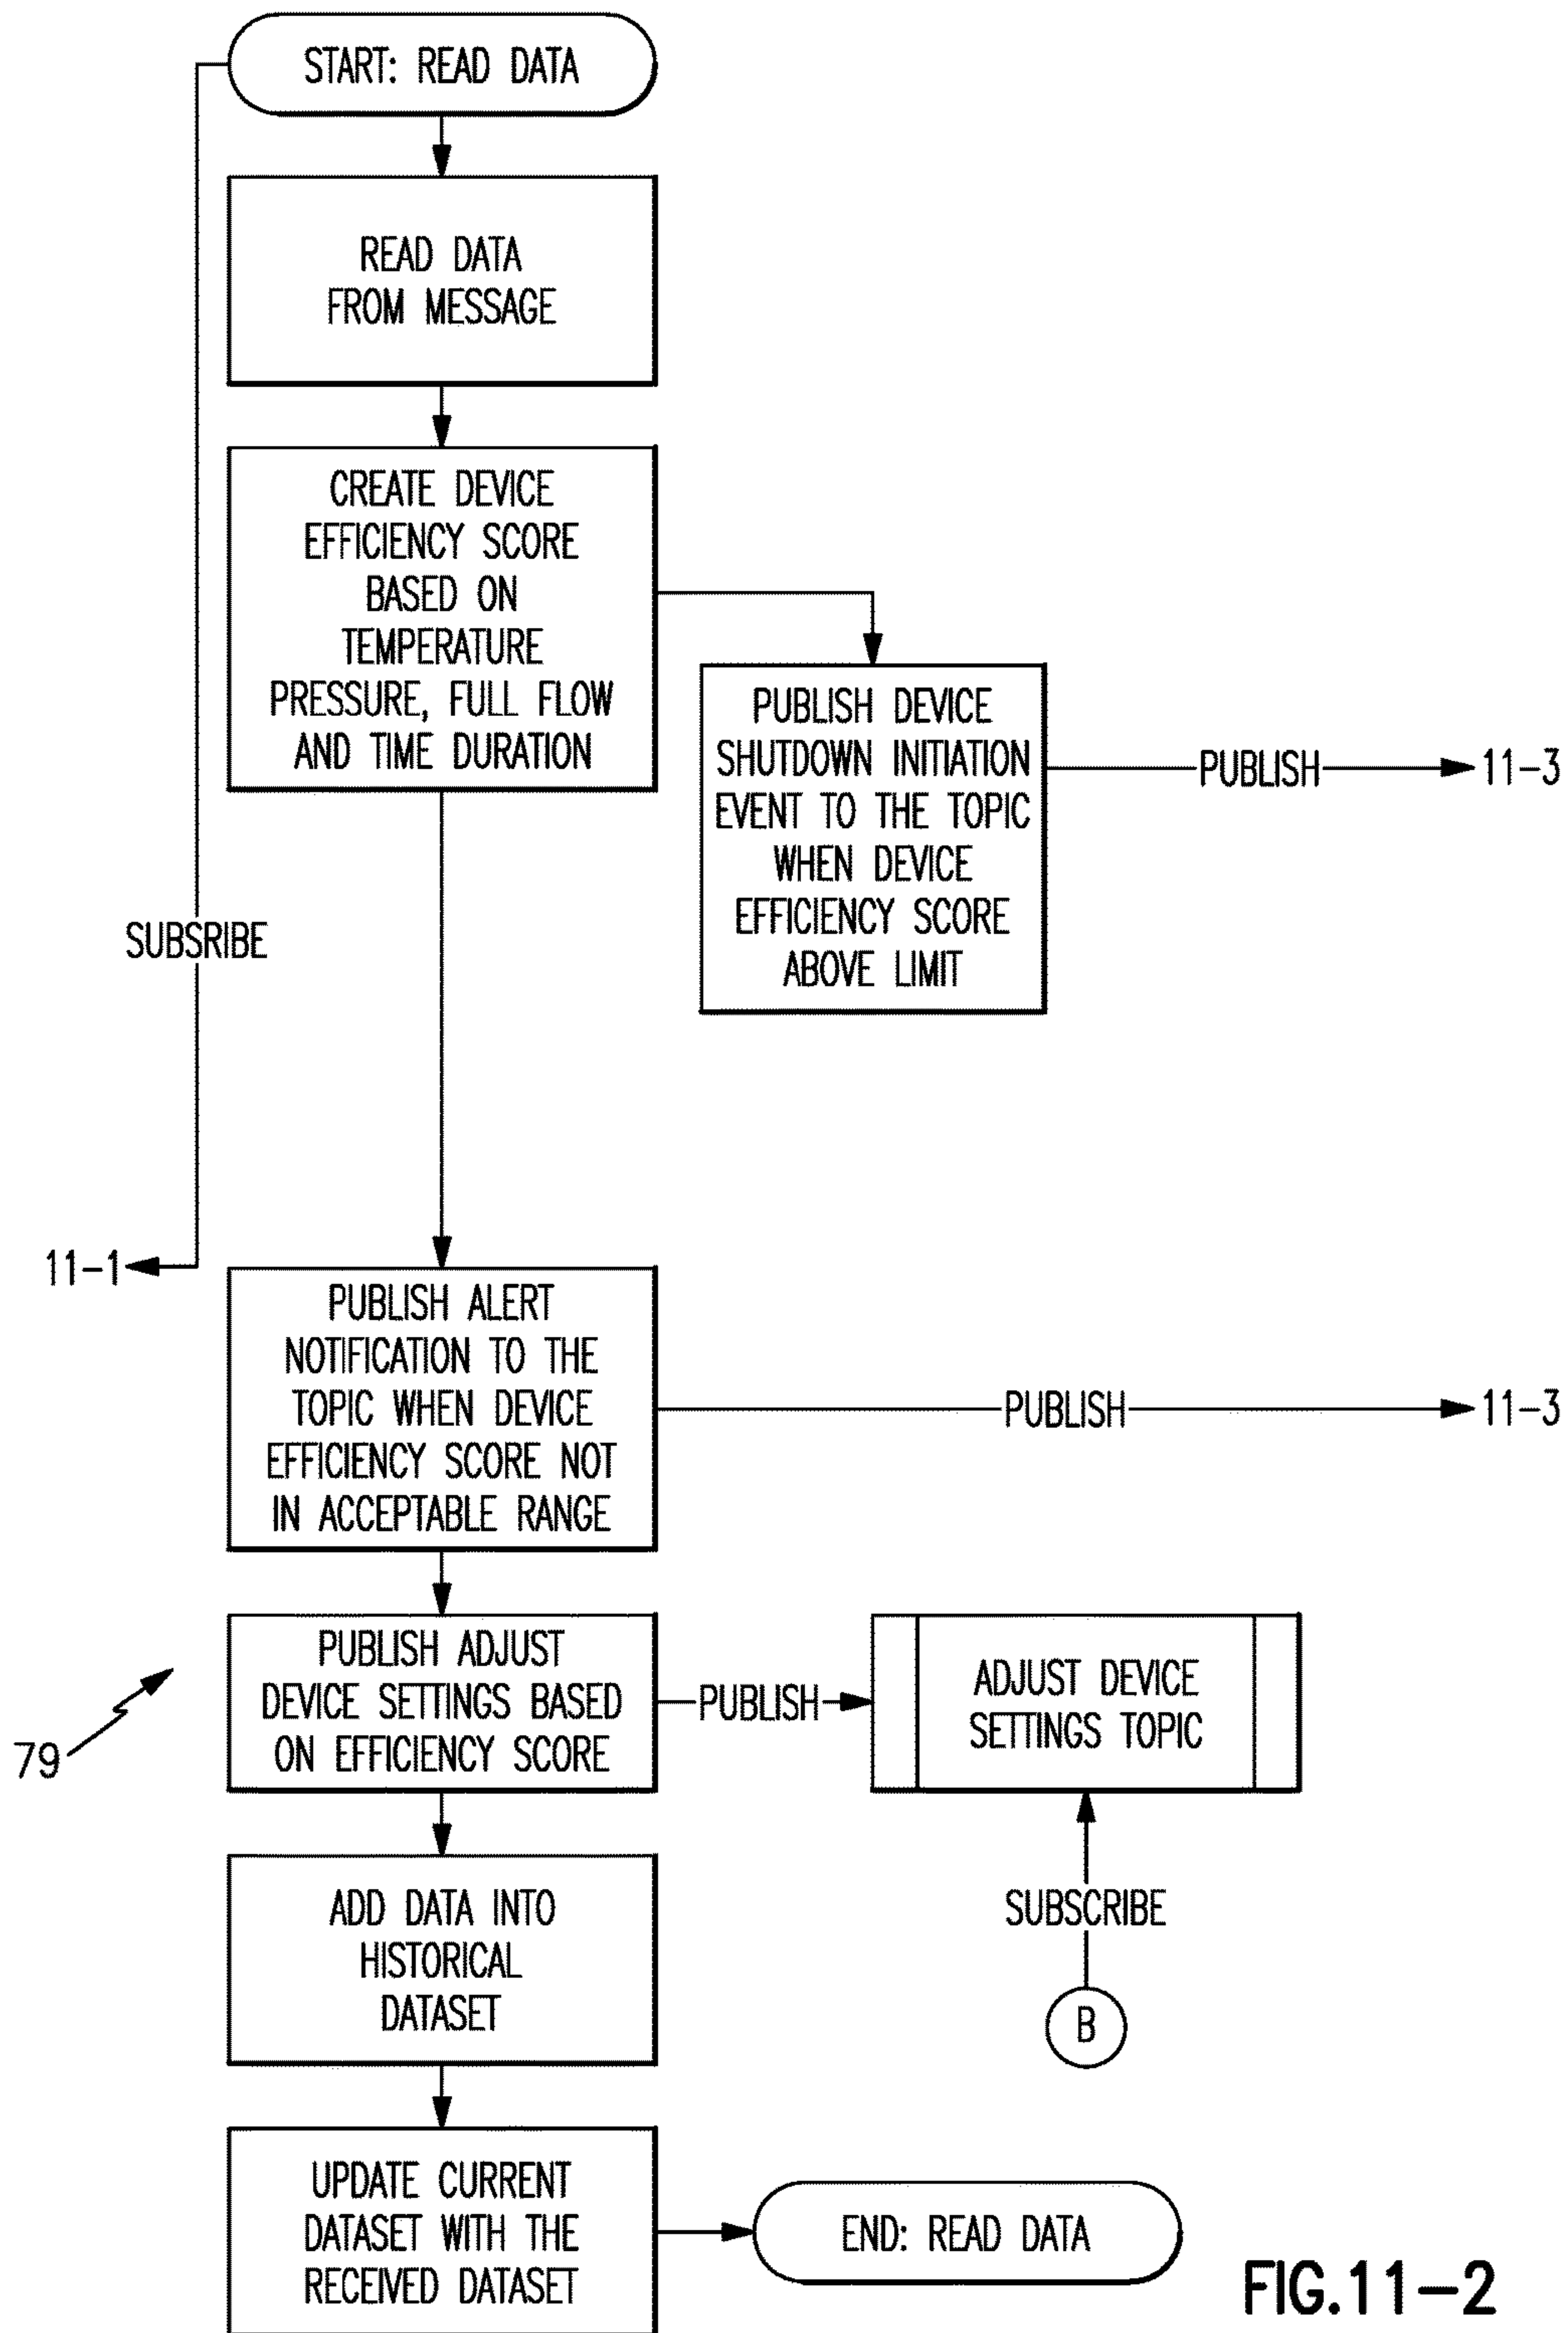 START: READ DATA
READ DATA
FROM MESSAGE
CREATE DEVICE
EFFICIENCY SCORE
BASED ON
TEMPERATURE
PRESSURE, FULL FLOW
AND TIME DURATION
PUBLISH DEVICE
SHUTDOWN INITIATION
EVENT TO THE TOPIC
WHEN DEVICE
EFFICIENCY SCORE
ABOVE LIMIT
PUBLISH
11-3
SUBSRIBE
11-1
PUBLISH ALERT
NOTIFICATION TO THE
TOPIC WHEN DEVICE
EFFICIENCY SCORE NOT
IN ACCEPTABLE RANGE
PUBLISH
11-3
79
PUBLISH ADJUST
DEVICE SETTINGS BASED
ON EFFICIENCY SCORE
PUBLISH
ADJUST DEVICE
SETTINGS TOPIC
SUBSCRIBE
B
ADD DATA INTO
HISTORICAL
DATASET
UPDATE CURRENT
DATASET WITH THE
RECEIVED DATASET
END: READ DATA
FIG.11-2